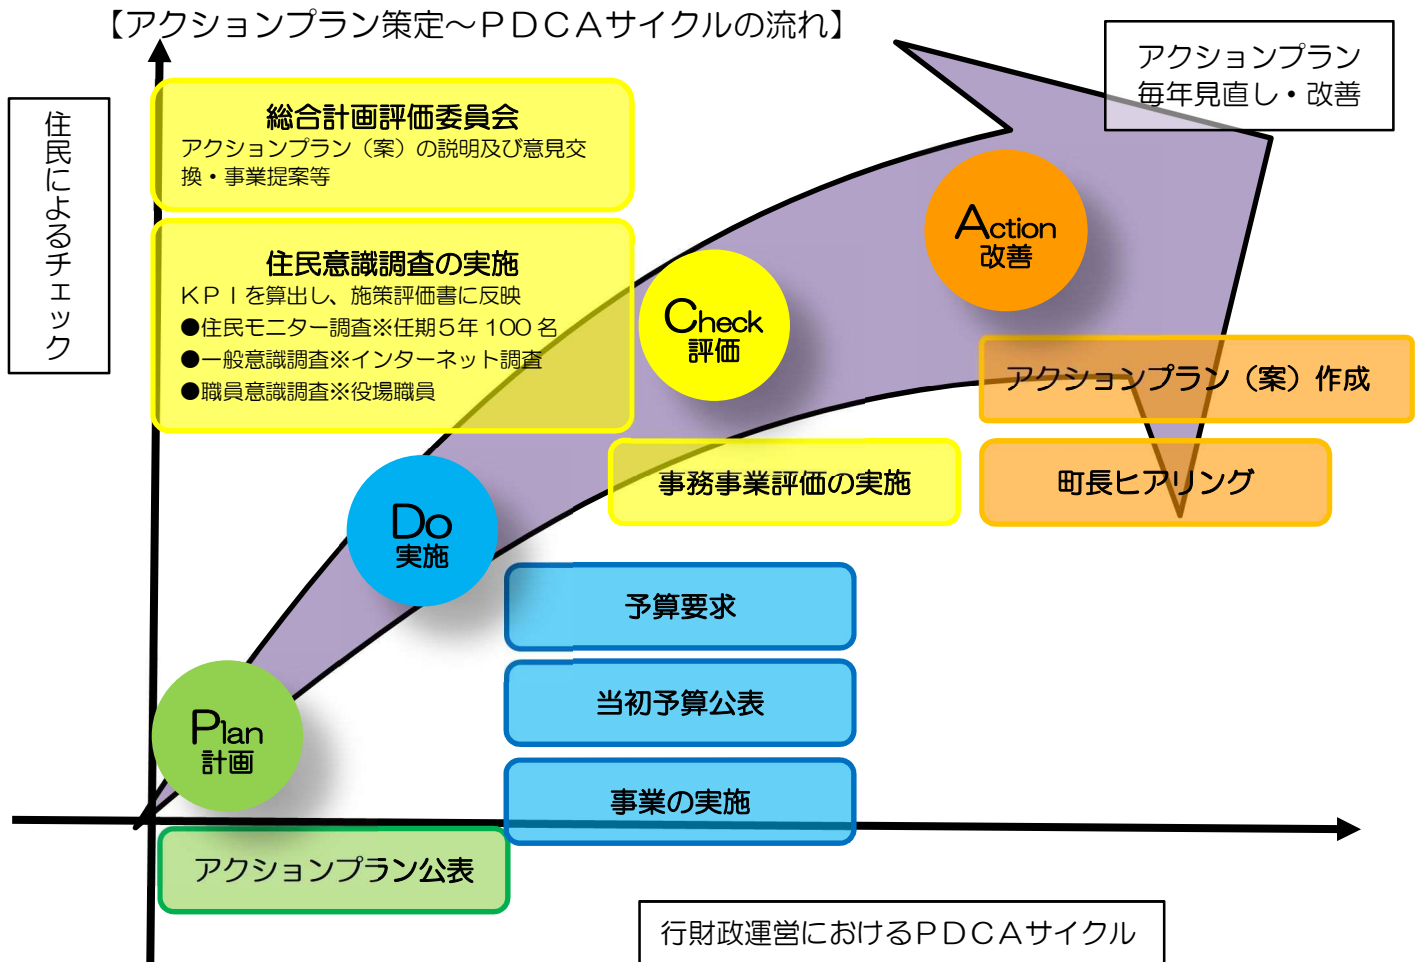 【アクションプラン策定～ＰＤＣＡサイクルの流れ】
アクションプラン
毎年見直し・改善
住民によるチェック
総合計画評価委員会
アクションプラン（案）の説明及び意見交
換・事業提案等
住民意識調査の実施
ＫＰＩを算出し、施策評価書に反映
●住民モニター調査※任期５年 100 名
●一般意識調査※インターネット調査
●職員意識調査※役場職員
Action
改善
Check
評価
アクションプラン（案）作成
事務事業評価の実施
町長ヒアリング
Do
実施
予算要求
当初予算公表
事業の実施
Plan
計画
アクションプラン公表
行財政運営におけるＰＤＣＡサイクル